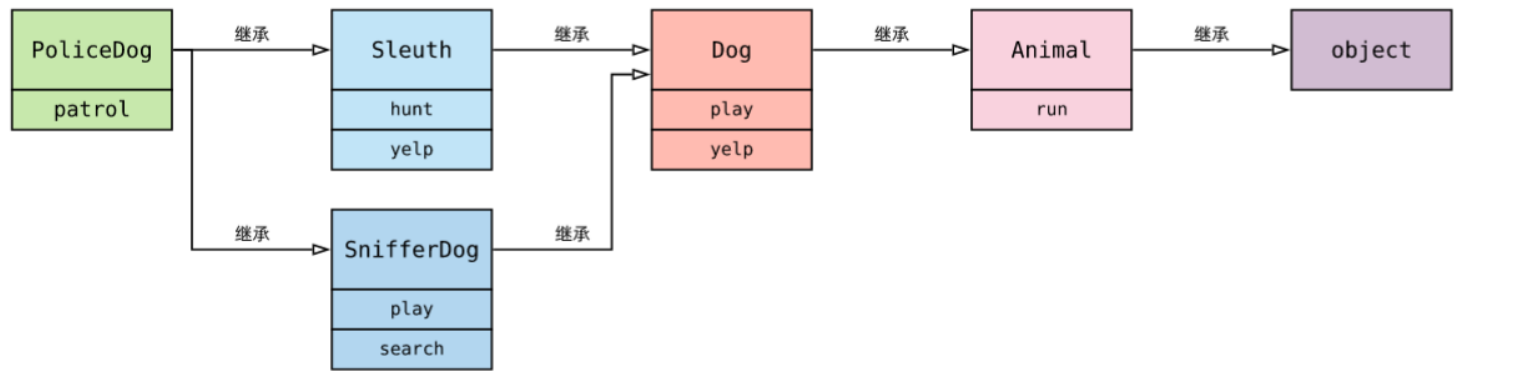 PoliceDog
patrol
继承
Sleuth
hunt
yelp
继承
Dog
play
yelp
继承
Animal
run
继承
object
继承
SnifferDog
play
search
继承